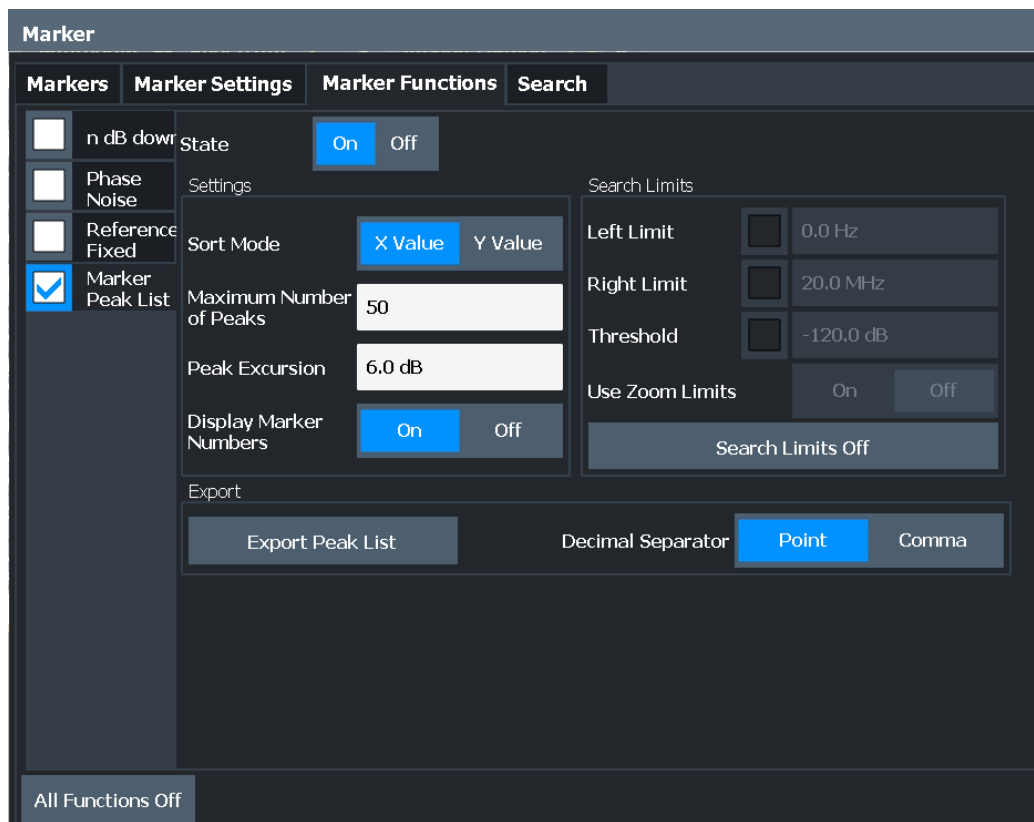 Marker
Markers Marker Settings Marker Functions Search
n dB down
State On Off
Phase
Noise
Settings
Search Limits
Reference
Fixed
Sort Mode X Value Y Value
Left Limit 0.0 Hz
Marker
Peak List
Maximum Number
of Peaks
50
Right Limit 20.0 MHz
Threshold -120.0 dB
Peak Excursion 6.0 dB
Use Zoom Limits On Off
Display Marker
Numbers
On Off
Search Limits Off
Export
Export Peak List
Decimal Separator Point Comma
All Functions Off